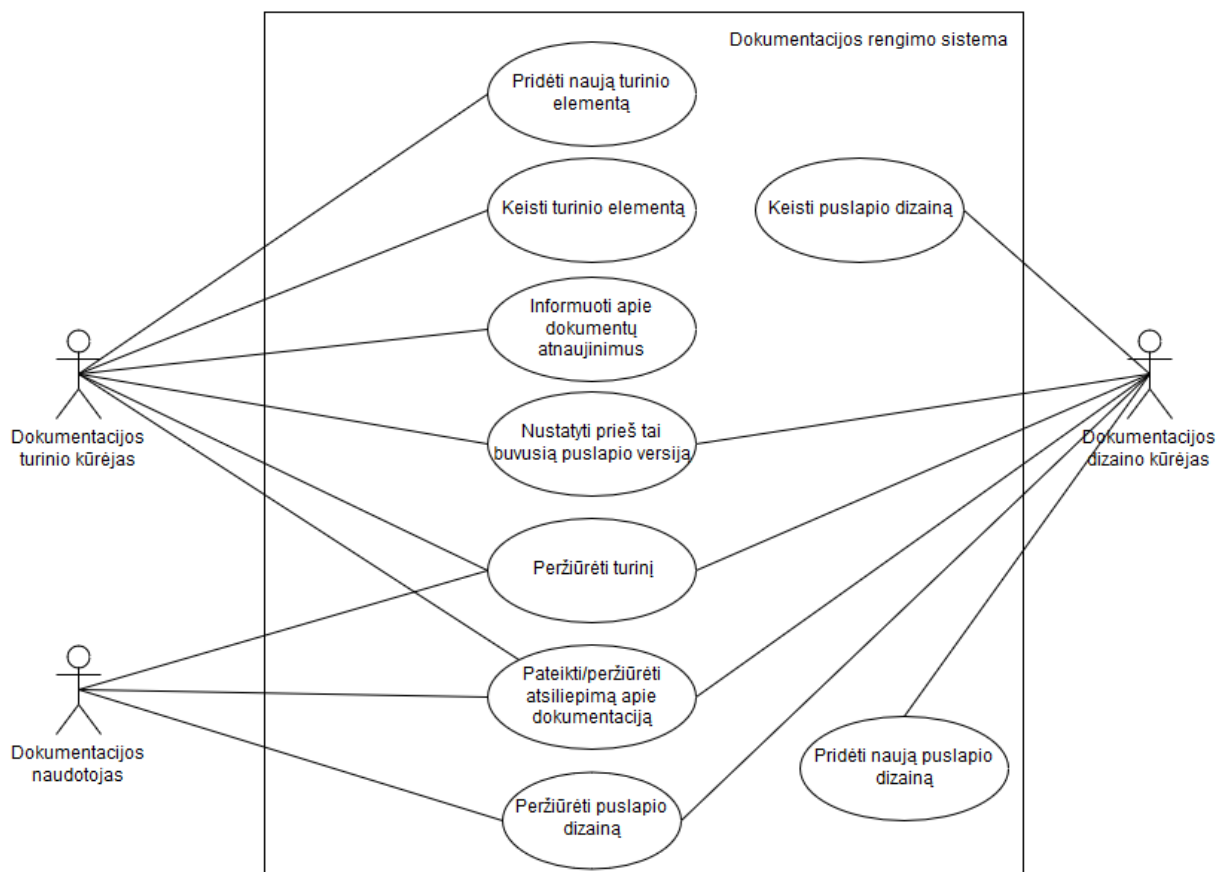 Dokumentacijos rengimo sistema
Pridėti naują turinio
elementą
Keisti turinio elementą
Keisti puslapio dizainą
Informuoti apie
dokumentų
atnaujinimus
Dokumentacijos
turinio kūrėjas
Nustatyti prieš tai
buvusią puslapio versiją
Dokumentacijos
dizaino kūrėjas
Peržiūrėti turinį
Pateikti/peržiūrėti
atsiliepimą apie
dokumentaciją
Dokumentacijos
naudotojas
Pridėti naują puslapio
dizainą
Peržiūrėti puslapio
dizainą